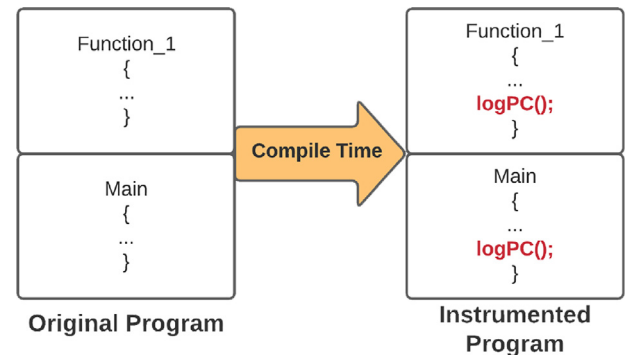 Function_1
{
...
}
Main
{
...
}
Original Program
Compile Time
Function_1
{
...
logPC();
}
Main
{
...
logPC();
}
Instrumented
Program